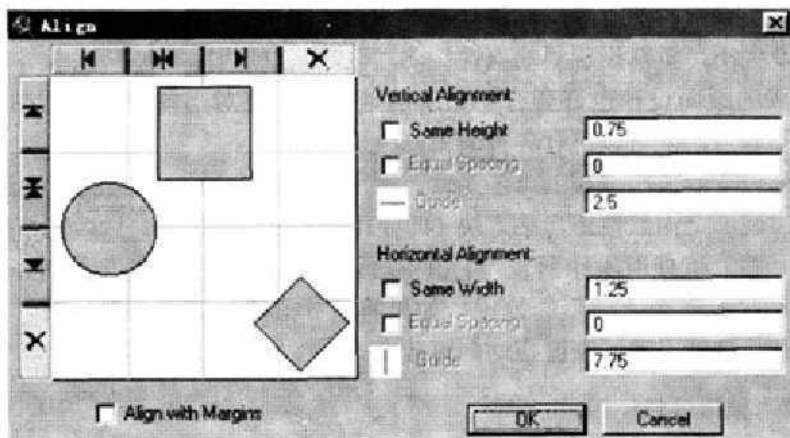 Align
Vertical Alignment:
Same Height 0.75
Equal Spacing 0
Guide 2.5
Horizontal Alignment:
Same Width 1.25
Equal Spacing 0
Guide 7.75
Align with Margins
OK Cancel